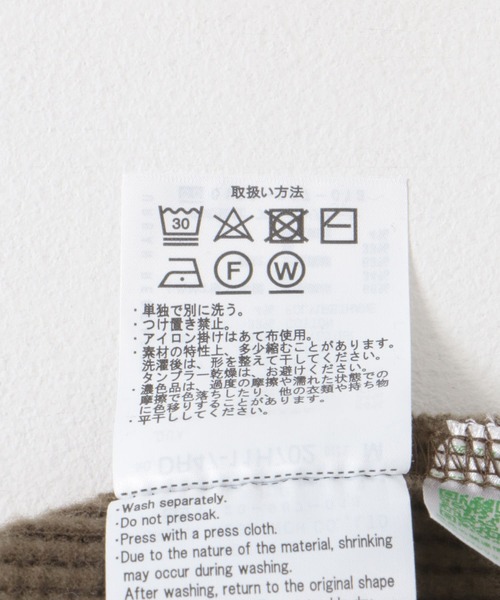 取扱い方法
30
F W
・単独で別に洗う。
・つけ置き禁止。
・アイロン掛けはあて布使用。
・素材の特性上、多少縮むことがあります。
洗濯後は、形を整えて干してください。
タンブラー乾燥は、お避けください。
・濃色品は、過度の摩擦や濡れた状態での
摩擦で色落ちしたり、他の衣類や持ち物
に色移りすることがあります。
・平干ししてください。
・Wash separately.
・Do not presoak.
・Press with a press cloth.
・Due to the nature of the material, shrinking
may occur during washing.
After washing, return to the original shape